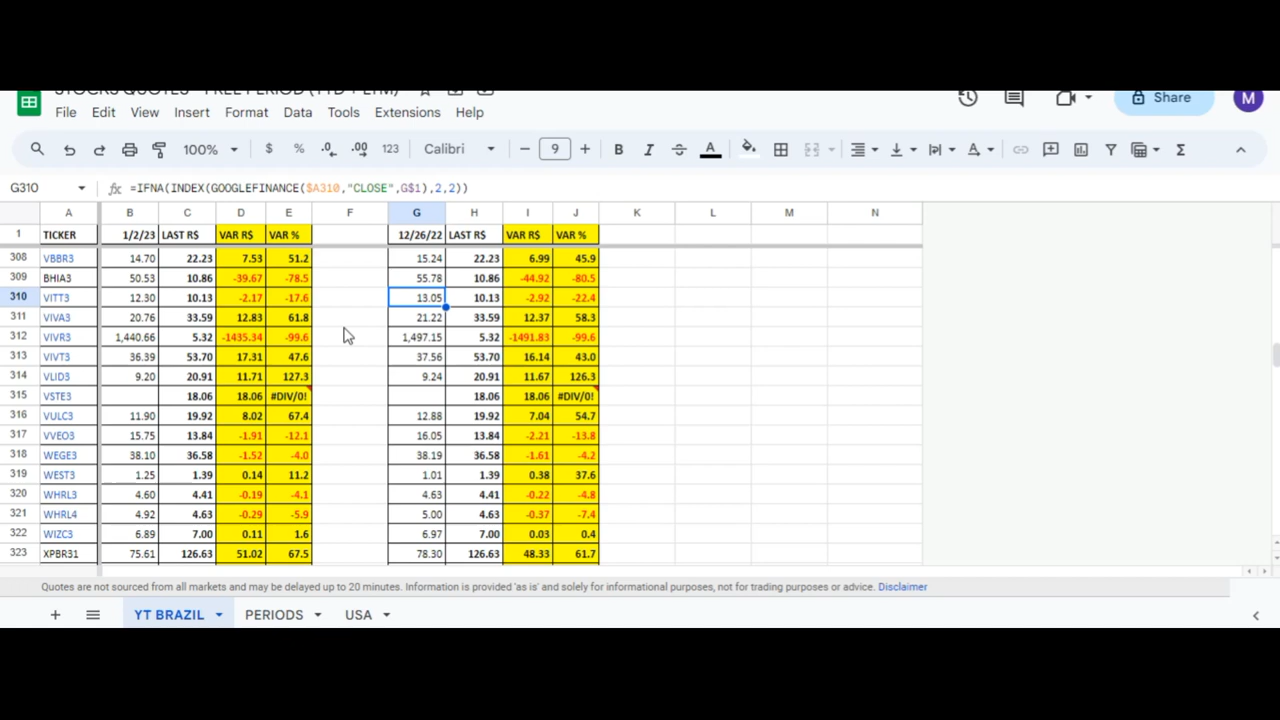 STOCKS QUOTES - FREE PERIOD (YTD + LTM)
M
Share
File Edit View Insert Format Data Tools Extensions Help
100% $ % .0 .00 123 Calibri 9 B I A
G310 fx =IFNA(INDEX(GOOGLEFINANCE($A310,"CLOSE",G$1),2,2))
A B C D E F G H I J K L M N
1 TICKER 1/2/23 LAST R$ VAR R$ VAR % 12/26/22 LAST R$ VAR R$ VAR %
308 VBBR3 14.70 22.23 7.53 51.2 15.24 22.23 6.99 45.9
309 BHIA3 50.53 10.86 -39.67 -78.5 55.78 10.86 -44.92 -80.5
310 VITT3 12.30 10.13 -2.17 -17.6 13.05 10.13 -2.92 -22.4
311 VIVA3 20.76 33.59 12.83 61.8 21.22 33.59 12.37 58.3
312 VIVR3 1,440.66 5.32 -1435.34 -99.6 1,497.15 5.32 -1491.83 -99.6
313 VIVT3 36.39 53.70 17.31 47.6 37.56 53.70 16.14 43.0
314 VLID3 9.20 20.91 11.71 127.3 9.24 20.91 11.67 126.3
315 VSTE3 18.06 18.06 #DIV/0! 18.06 18.06 #DIV/0!
316 VULC3 11.90 19.92 8.02 67.4 12.88 19.92 7.04 54.7
317 VVEO3 15.75 13.84 -1.91 -12.1 16.05 13.84 -2.21 -13.8
318 WEGE3 38.10 36.58 -1.52 -4.0 38.19 36.58 -1.61 -4.2
319 WEST3 1.25 1.39 0.14 11.2 1.01 1.39 0.38 37.6
320 WHRL3 4.60 4.41 -0.19 -4.1 4.63 4.41 -0.22 -4.8
321 WHRL4 4.92 4.63 -0.29 -5.9 5.00 4.63 -0.37 -7.4
322 WIZC3 6.89 7.00 0.11 1.6 6.97 7.00 0.03 0.4
323 XPBR31 75.61 126.63 51.02 67.5 78.30 126.63 48.33 61.7
Quotes are not sourced from all markets and may be delayed up to 20 minutes. Information is provided 'as is' and solely for informational purposes, not for trading purposes or advice. Disclaimer
YT BRAZIL PERIODS USA